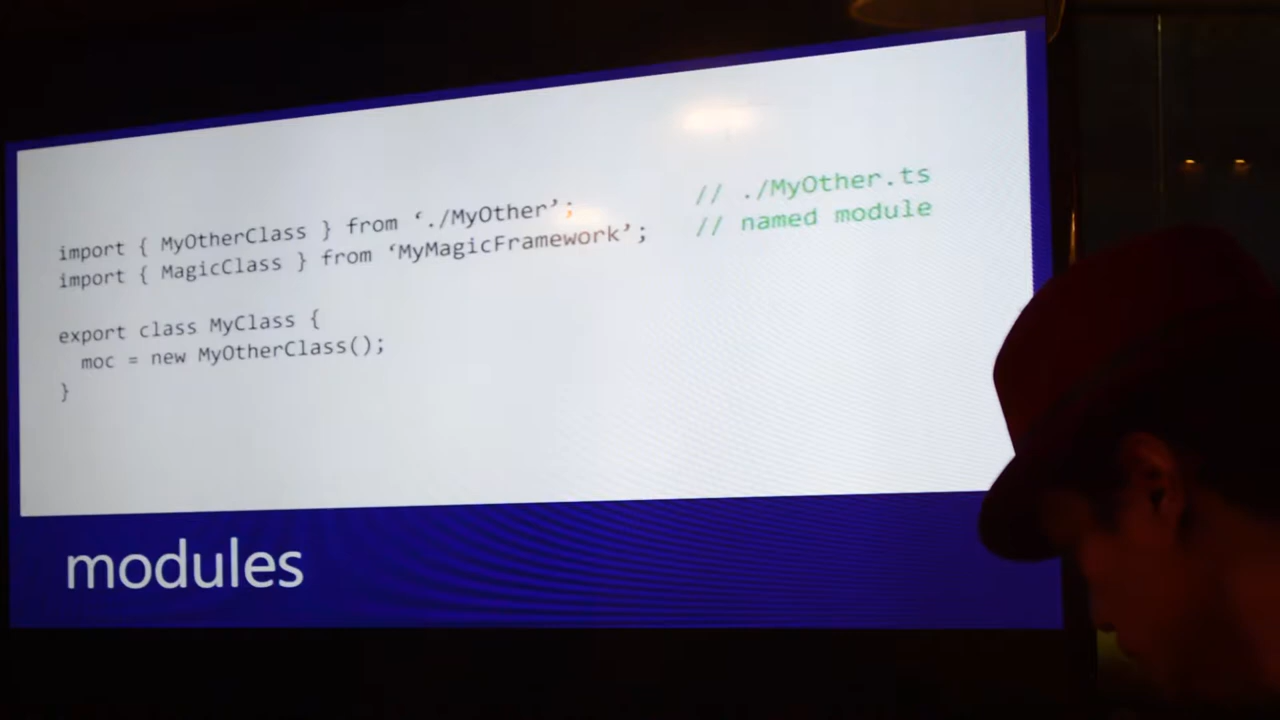 import { MyOtherClass } from ‘./MyOther’; // ./MyOther.ts
import { MagicClass } from ‘MyMagicFramework’; // named module
export class MyClass {
moc = new MyOtherClass();
}
modules